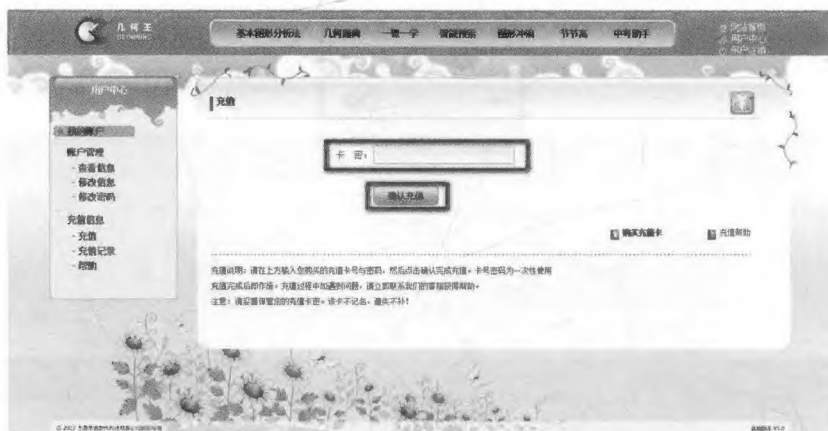 几何王
基本图形分析法 几何题典 一课一学 智能搜索 图形冲编 节节高 中考助手
用户中心
充值
我的账户
账户管理
- 查看信息
- 修改信息
- 修改密码
充值信息
- 充值
- 充值记录
- 帮助
卡 密：
确认充值
购买充值卡 充值帮助
充值说明：请在上方输入您购买的充值卡号与密码，然后点击确认完成充值。卡号密码为一次性使用
充值完成后即作废。充值过程中如遇到问题，请立即联系我们的客服获得帮助。
注意：请妥善保管您的充值卡密。该卡不记名、遗失不补！